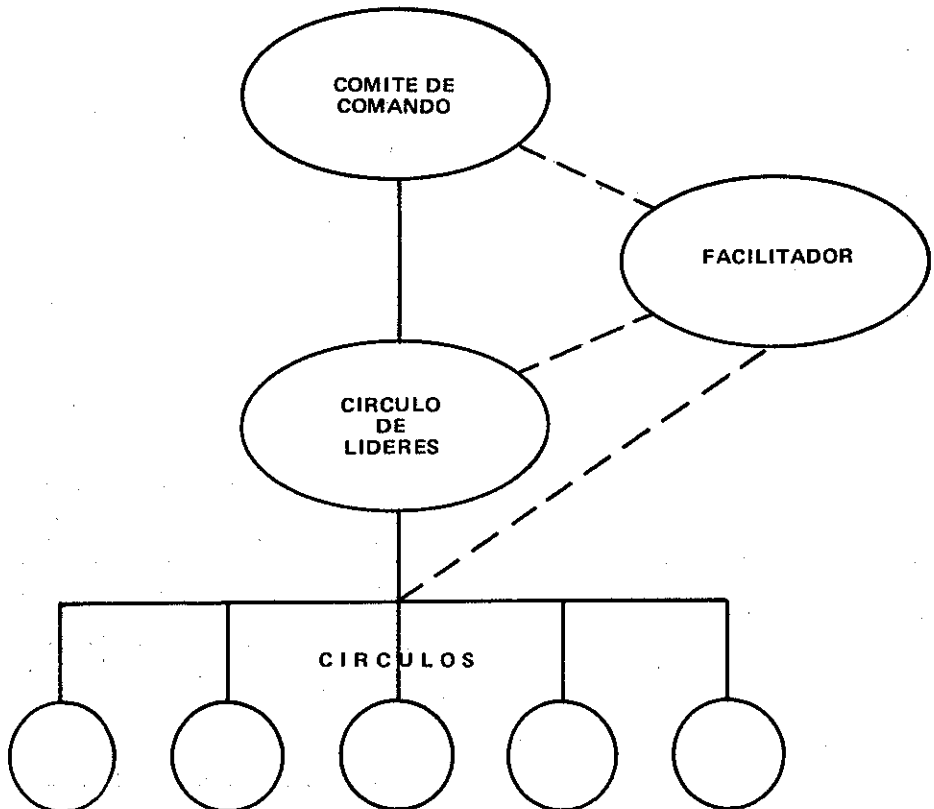 COMITE DE
COMANDO
FACILITADOR
CIRCULO
DE
LIDERES
CIRCULOS